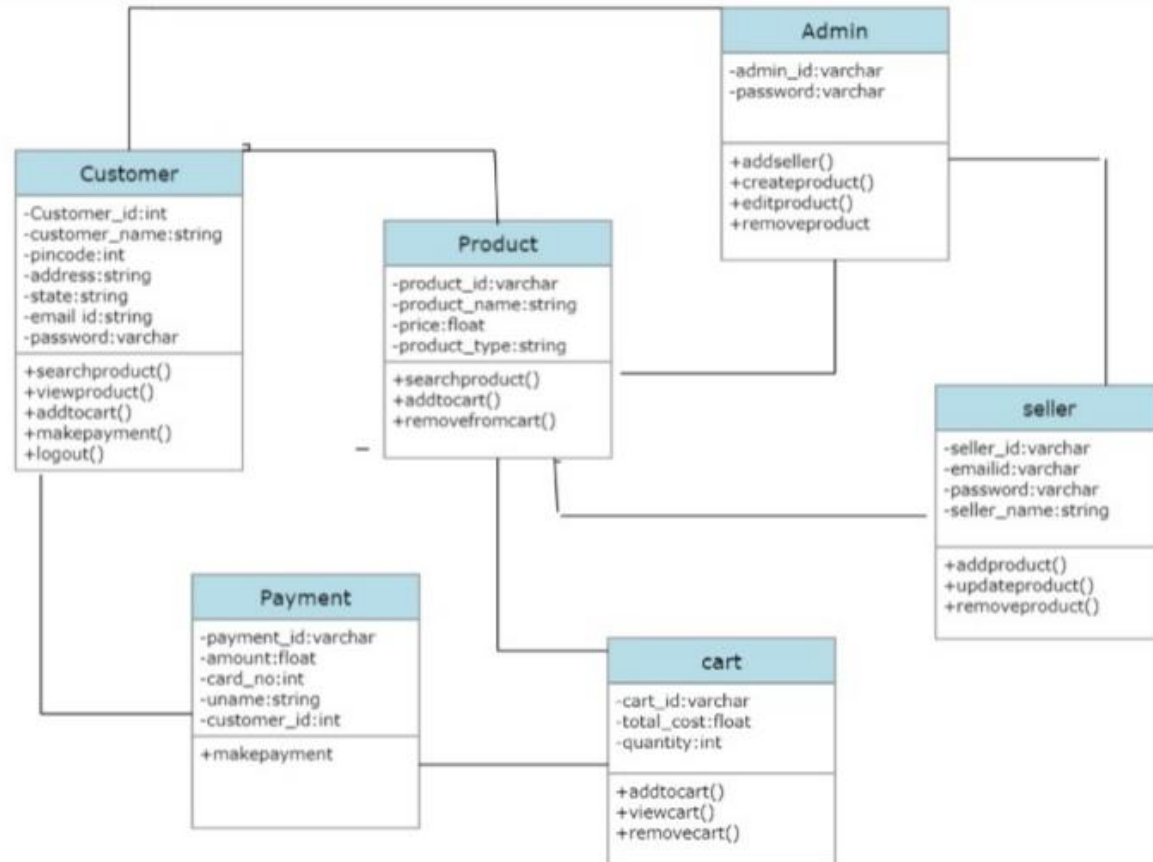 Admin
-admin_id:varchar
-password:varchar
+addseller()
+createproduct()
+editproduct()
+removeproduct
Customer
-Customer_id:int
-customer_name:string
-pincode:int
-address:string
-state:string
-email id:string
-password:varchar
+searchproduct()
+viewproduct()
+addtocart()
+makepayment()
+logout()
Product
-product_id:varchar
-product_name:string
-price:float
-product_type:string
+searchproduct()
+addtocart()
+removefromcart()
seller
-seller_id:varchar
-emailid:varchar
-password:varchar
-seller_name:string
+addproduct()
+updateproduct()
+removeproduct()
Payment
-payment_id:varchar
-amount:float
-card_no:int
-uname:string
-customer_id:int
+makepayment
cart
-cart_id:varchar
-total_cost:float
-quantity:int
+addtocart()
+viewcart()
+removecart()